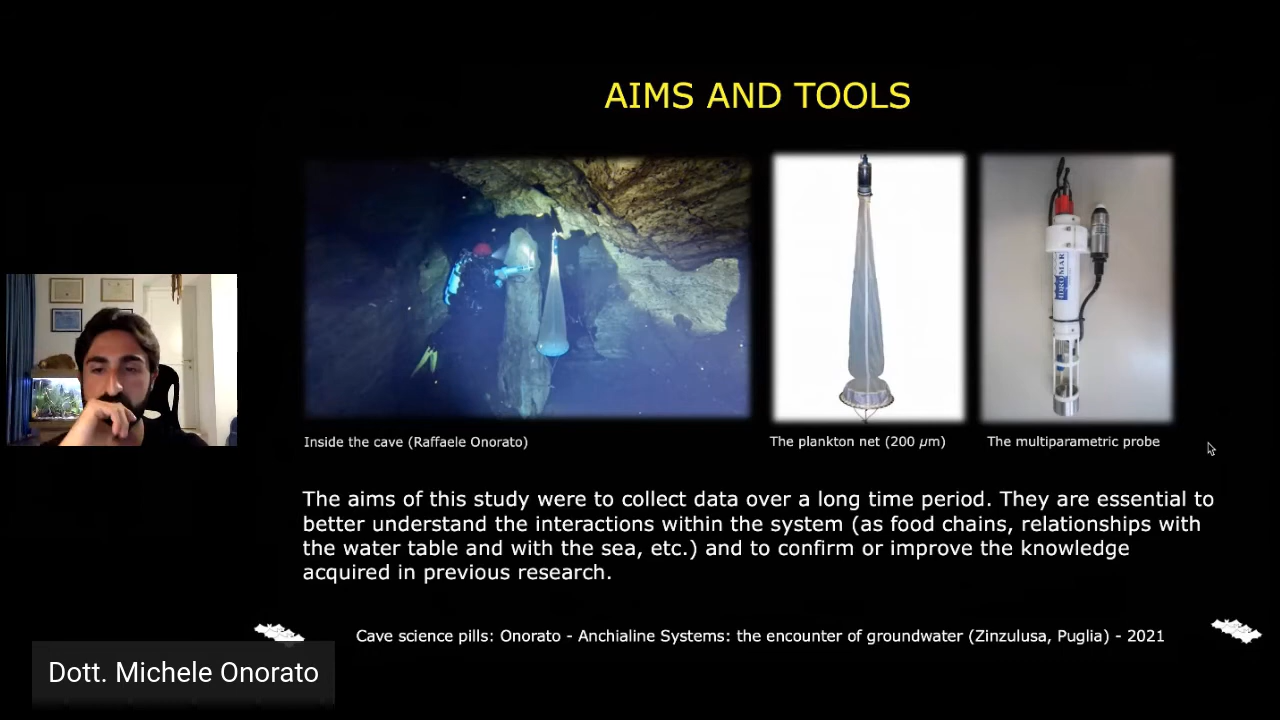 AIMS AND TOOLS
Inside the cave (Raffaele Onorato)
The plankton net (200 μm)
The multiparametric probe
The aims of this study were to collect data over a long time period. They are essential to
better understand the interactions within the system (as food chains, relationships with
the water table and with the sea, etc.) and to confirm or improve the knowledge
acquired in previous research.
Cave science pills: Onorato - Anchialine Systems: the encounter of groundwater (Zinzulusa, Puglia) - 2021
Dott. Michele Onorato